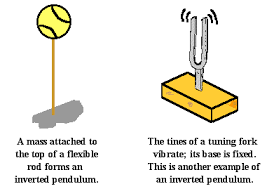 A mass attached to
the top of a flexible
rod forms an
inverted pendulum.
The tines of a tuning fork
vibrate; its base is fixed.
This is another example of
an inverted pendulum.